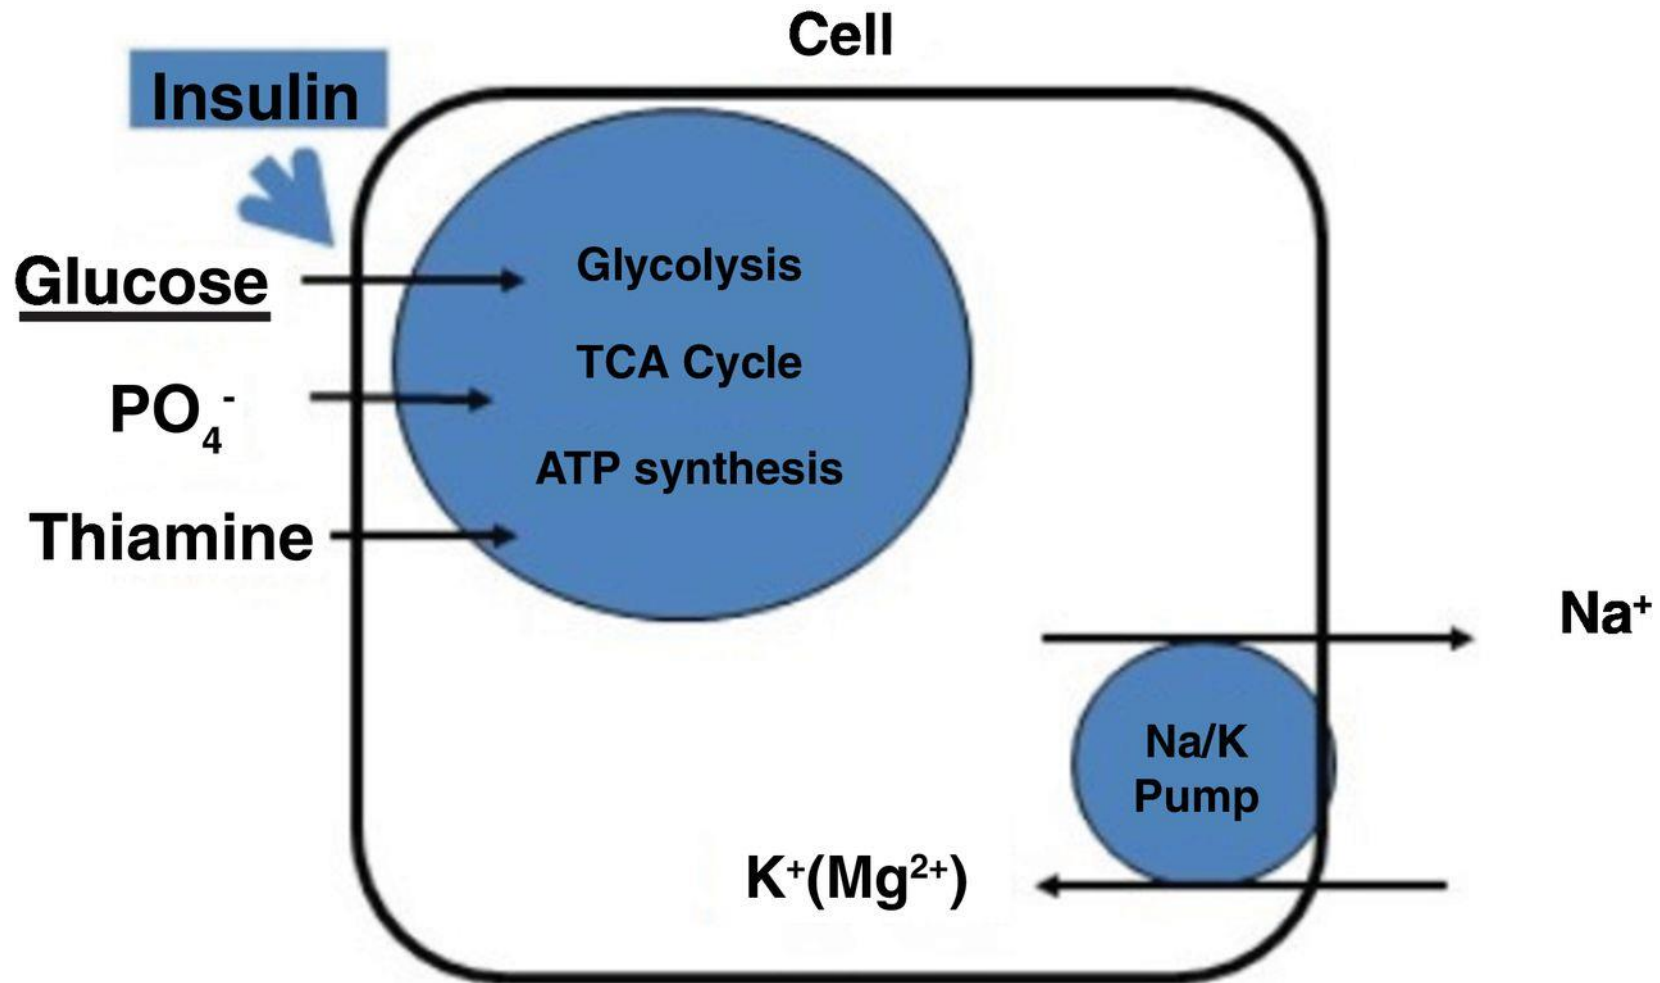 Cell
Insulin
Glucose
PO₄⁻
Thiamine
Glycolysis
TCA Cycle
ATP synthesis
Na⁺
Na/K
Pump
K⁺(Mg²⁺)